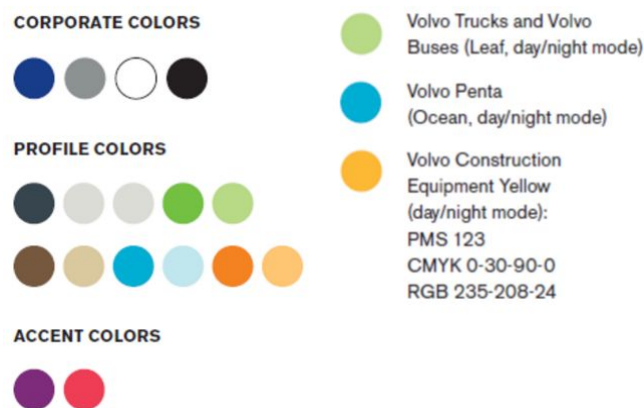 CORPORATE COLORS
PROFILE COLORS
ACCENT COLORS
Volvo Trucks and Volvo
Buses (Leaf, day/night mode)
Volvo Penta
(Ocean, day/night mode)
Volvo Construction
Equipment Yellow
(day/night mode):
PMS 123
CMYK 0-30-90-0
RGB 235-208-24